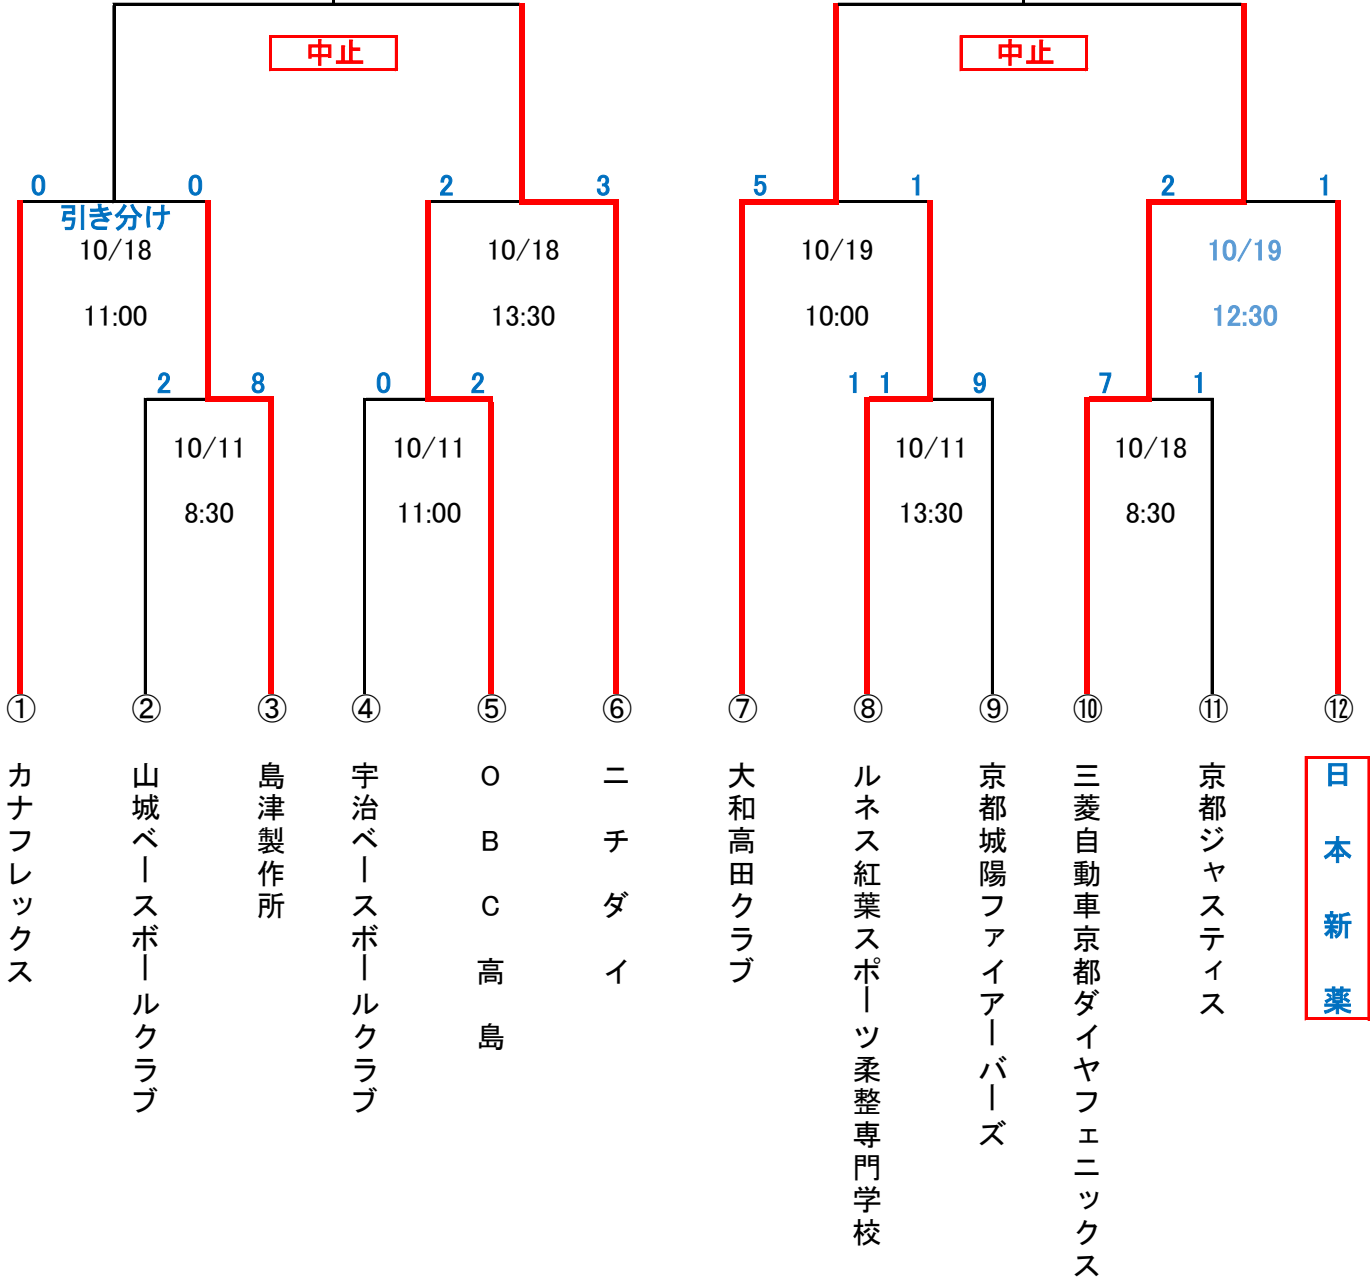 中止
中止
0 0 2 3 5 1 2 1
引き分け
10/18 10/18 10/19 10/19
11:00 13:30 10:00 12:30
2 8 0 2 11 9 7 1
10/11 10/11 10/11 10/18
8:30 11:00 13:30 8:30
① ② ③ ④ ⑤ ⑥ ⑦ ⑧ ⑨ ⑩ ⑪ ⑫
カナフレックス
山城ベースボールクラブ
島津製作所
宇治ベースボールクラブ
OBC高島
ニチダイ
大和高田クラブ
ルネス紅葉スポーツ柔整専門学校
京都城陽ファイアーバーズ
三菱自動車京都ダイヤフェニックス
京都ジャスティス
日本新薬